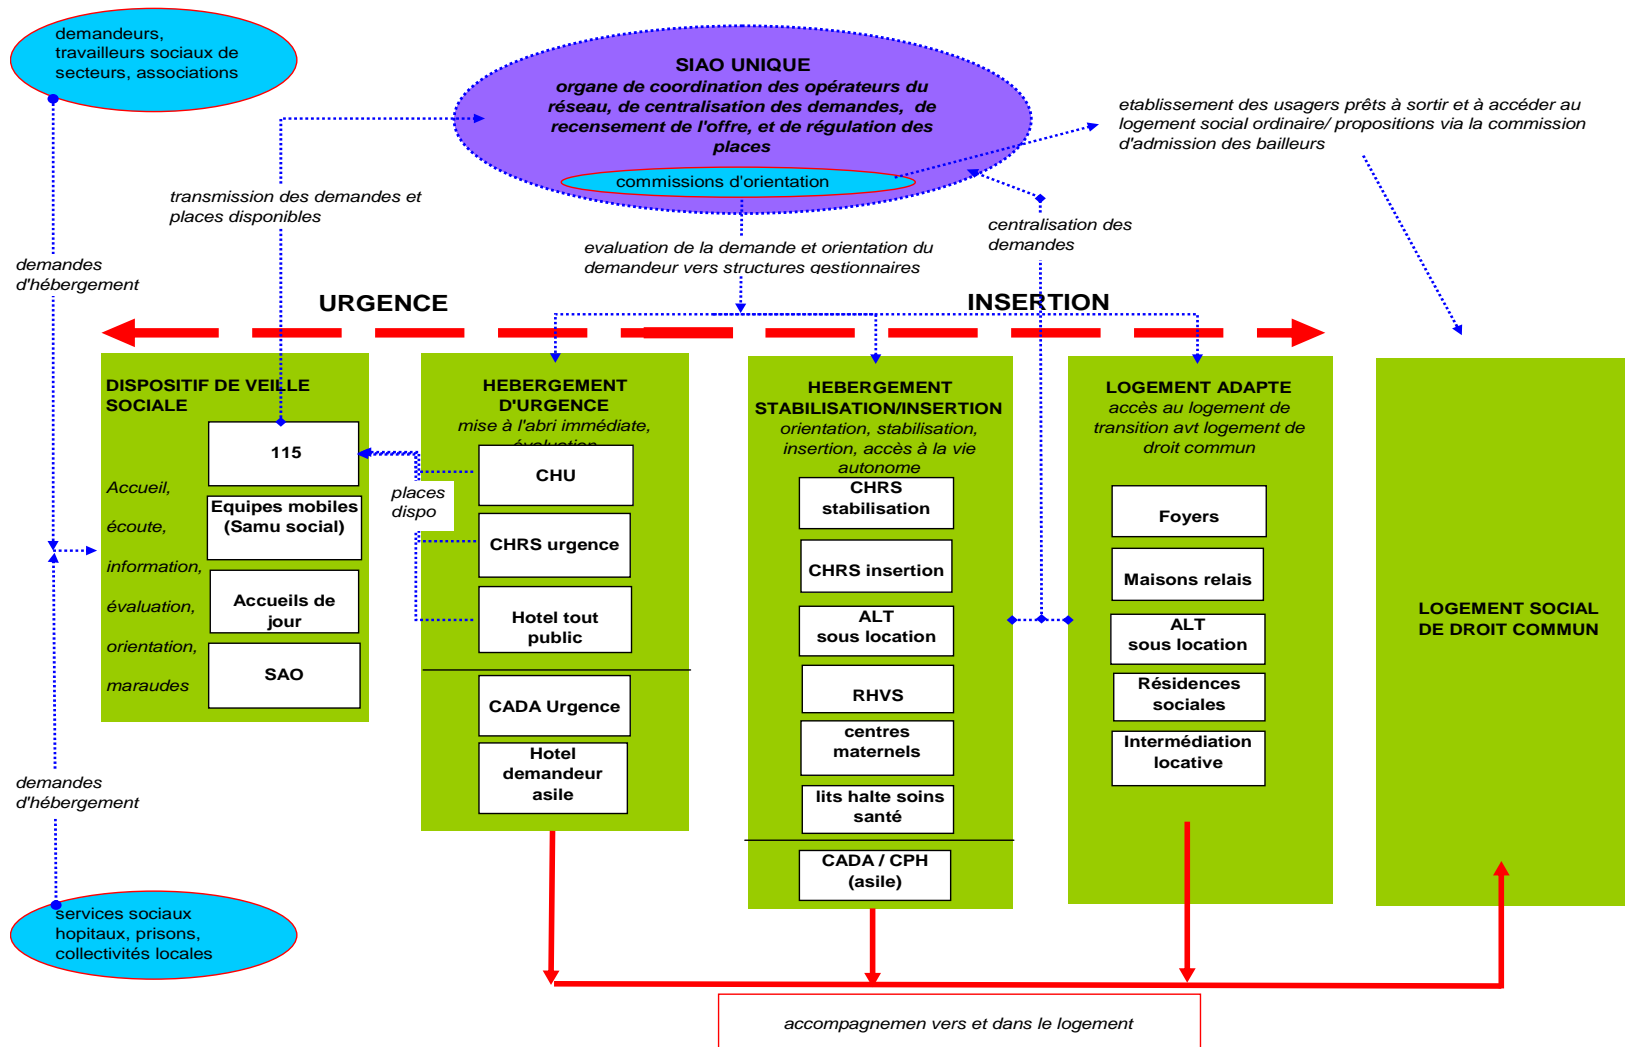 demandeurs,
travailleurs sociaux de
secteurs, associations
SIAO UNIQUE
organe de coordination des opérateurs du
réseau, de centralisation des demandes, de
recensement de l'offre, et de régulation des
places
commissions d'orientation
etablissement des usagers prêts à sortir et à accéder au
logement social ordinaire/ propositions via la commission
d'admission des bailleurs
transmission des demandes et
places disponibles
evaluation de la demande et orientation du
demandeur vers structures gestionnaires
centralisation des
demandes
demandes
d'hébergement
URGENCE
INSERTION
DISPOSITIF DE VEILLE
SOCIALE
115
Equipes mobiles
(Samu social)
Accueils de
jour
SAO
Accueil,
écoute,
information,
évaluation,
orientation,
maraudes
HEBERGEMENT
D'URGENCE
mise à l'abri immédiate,
évaluation
CHU
places
dispo
CHRS urgence
Hotel tout
public
CADA Urgence
Hotel
demandeur
asile
HEBERGEMENT
STABILISATION/INSERTION
orientation, stabilisation,
insertion, accès à la vie
autonome
CHRS
stabilisation
CHRS insertion
ALT
sous location
RHVS
centres
maternels
lits halte soins
santé
CADA / CPH
(asile)
LOGEMENT ADAPTE
accès au logement de
transition avt logement de
droit commun
Foyers
Maisons relais
ALT
sous location
Résidences
sociales
Intermédiation
locative
LOGEMENT SOCIAL
DE DROIT COMMUN
demandes
d'hébergement
services sociaux
hopitaux, prisons,
collectivités locales
accompagnemen vers et dans le logement